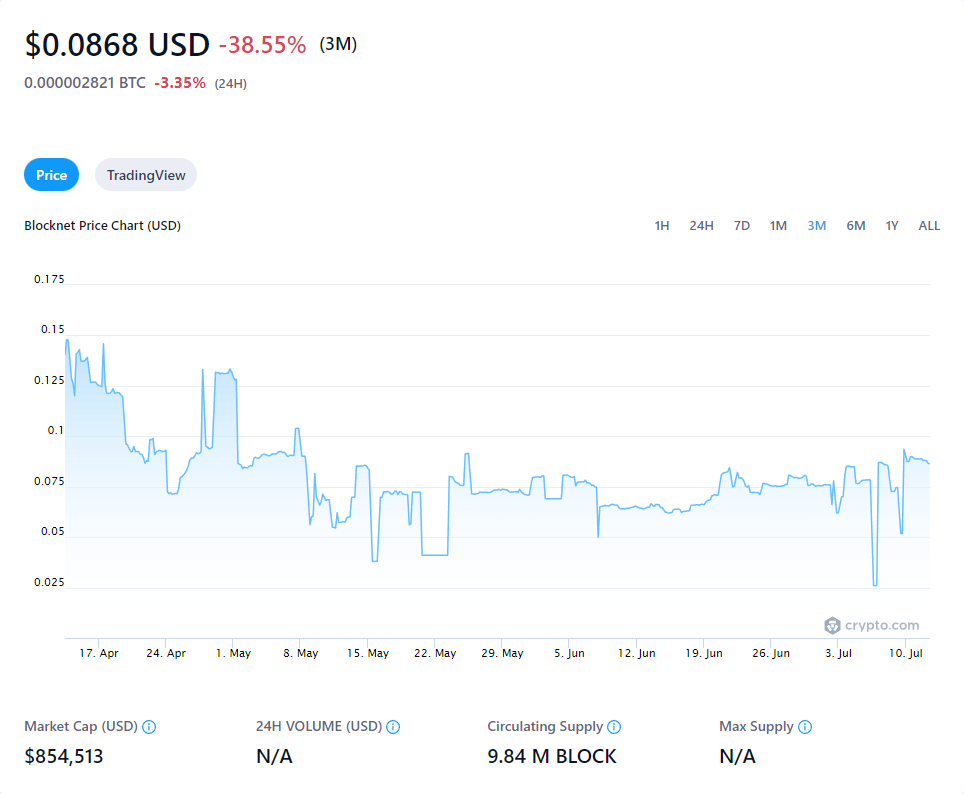 $0.0868 USD -38.55% (3M)
0.000002821 BTC -3.35% (24H)
Price TradingView
Blocknet Price Chart (USD) 1H 24H 7D 1M 3M 6M 1Y ALL
0.175
0.15
0.125
0.1
0.075
0.05
0.025
crypto.com
17. Apr 24. Apr 1. May 8. May 15. May 22. May 29. May 5. Jun 12. Jun 19. Jun 26. Jun 3. Jul 10. Jul
Market Cap (USD) 24H VOLUME (USD) Circulating Supply Max Supply
$854,513 N/A 9.84 M BLOCK N/A